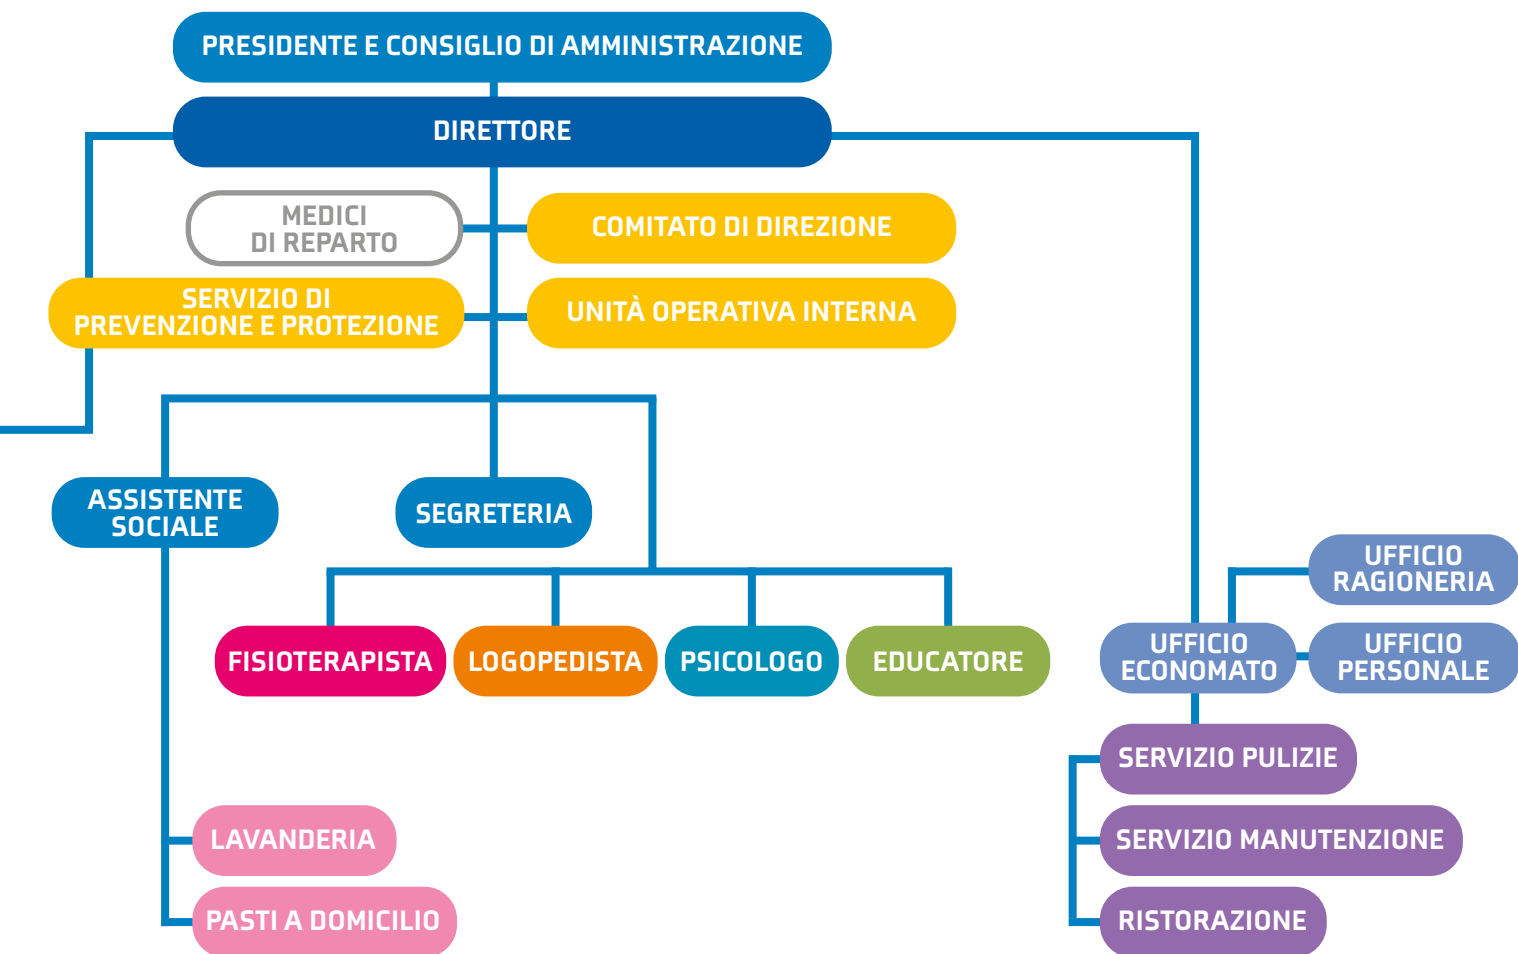 PRESIDENTE E CONSIGLIO DI AMMINISTRAZIONE
DIRETTORE
MEDICI
DI REPARTO
COMITATO DI DIREZIONE
SERVIZIO DI
PREVENZIONE E PROTEZIONE
UNITÀ OPERATIVA INTERNA
ASSISTENTE
SOCIALE
SEGRETERIA
UFFICIO
RAGIONERIA
FISIOTERAPISTA
LOGOPEDISTA
PSICOLOGO
EDUCATORE
UFFICIO
ECONOMATO
UFFICIO
PERSONALE
SERVIZIO PULIZIE
LAVANDERIA
SERVIZIO MANUTENZIONE
PASTI A DOMICILIO
RISTORAZIONE